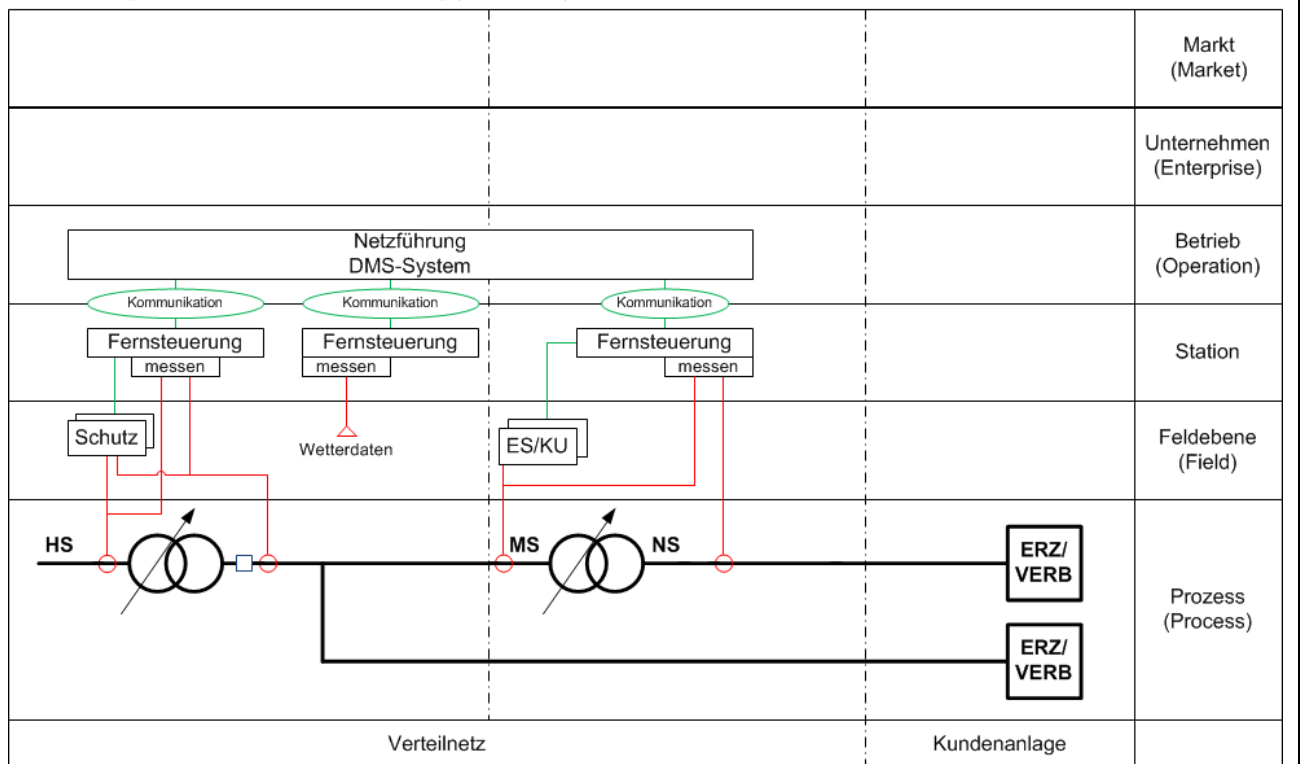 Markt
(Market)
Unternehmen
(Enterprise)
Netzführung
DMS-System
Betrieb
(Operation)
Kommunikation
Kommunikation
Kommunikation
Fernsteuerung
Fernsteuerung
Fernsteuerung
messen
messen
messen
Station
Schutz
Wetterdaten
ES/KU
Feldebene
(Field)
HS
MS
NS
ERZ/
VERB
ERZ/
VERB
Prozess
(Process)
Verteilnetz
Kundenanlage